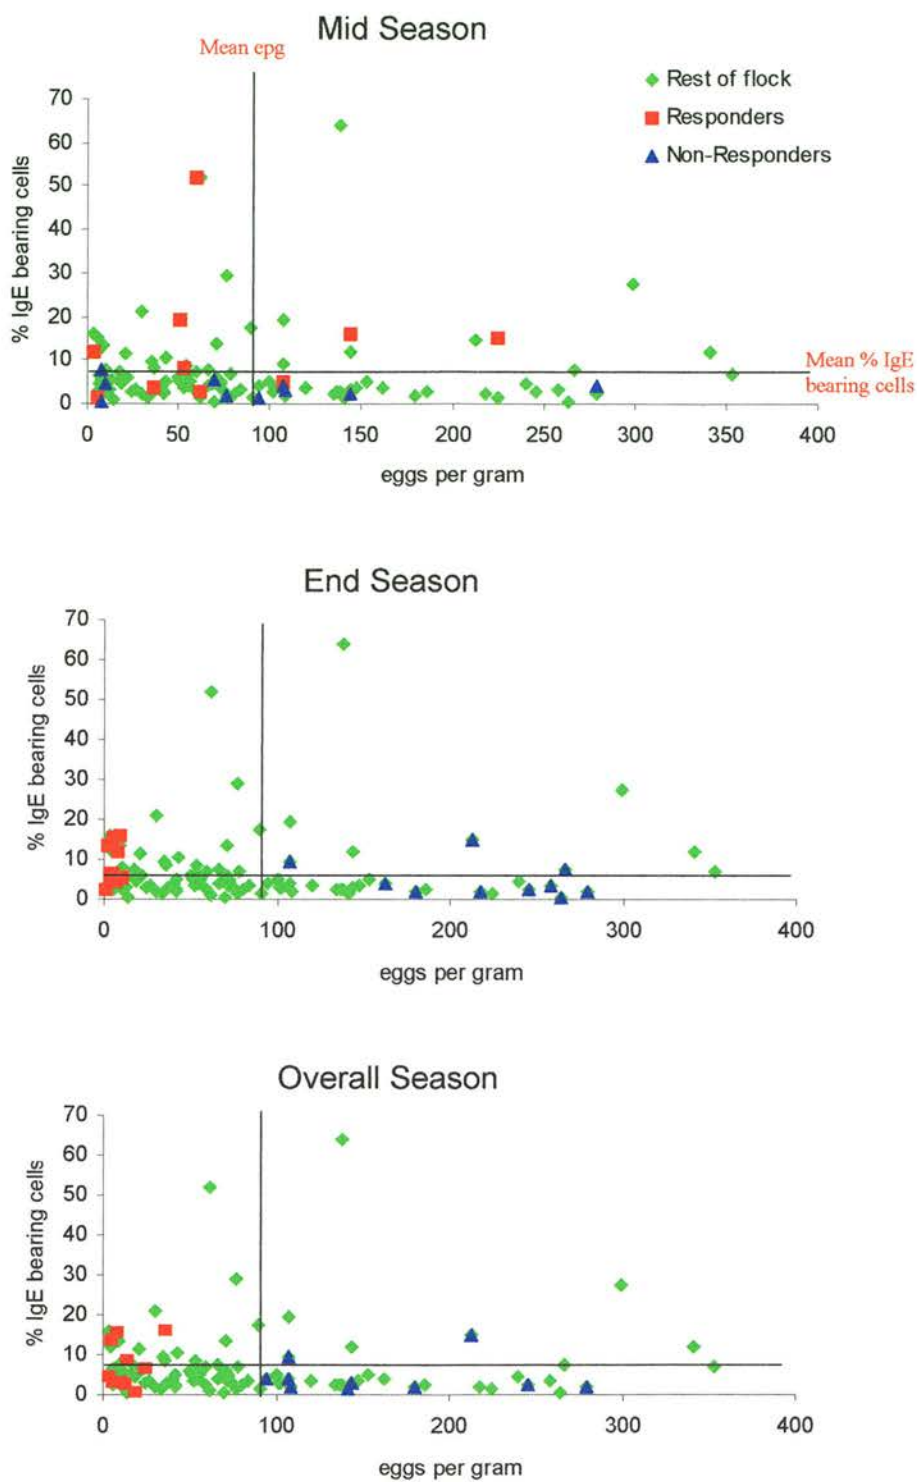 Mid Season
Mean epg
Rest of flock
Responders
Non-Responders
% IgE bearing cells
70
60
50
40
30
20
10
0
Mean % IgE
bearing cells
0 50 100 150 200 250 300 350 400
eggs per gram
End Season
% IgE bearing cells
70
60
50
40
30
20
10
0
0 100 200 300 400
eggs per gram
Overall Season
% IgE bearing cells
70
60
50
40
30
20
10
0
0 100 200 300 400
eggs per gram